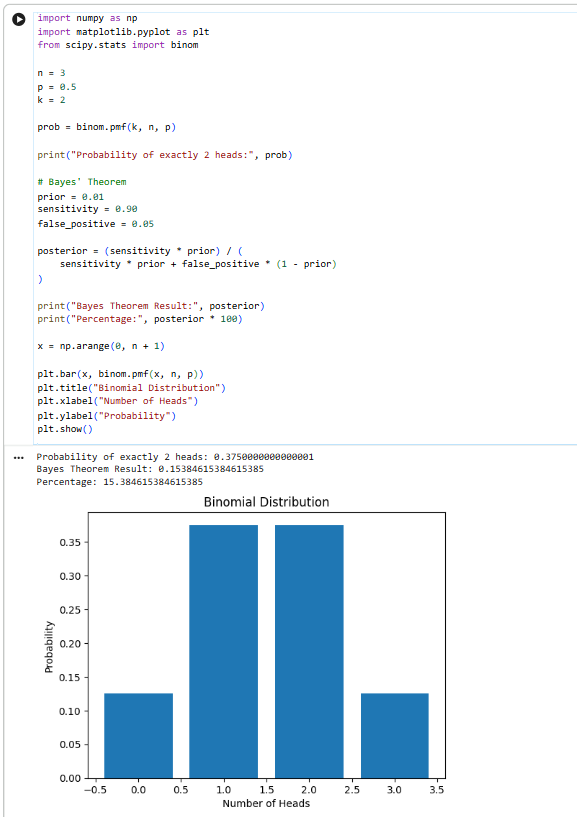 import numpy as np
import matplotlib.pyplot as plt
from scipy.stats import binom
n = 3
p = 0.5
k = 2
prob = binom.pmf(k, n, p)
print("Probability of exactly 2 heads:", prob)
# Bayes' Theorem
prior = 0.01
sensitivity = 0.90
false_positive = 0.05
posterior = (sensitivity * prior) / (
    sensitivity * prior + false_positive * (1 - prior)
)
print("Bayes Theorem Result:", posterior)
print("Percentage:", posterior * 100)
x = np.arange(0, n + 1)
plt.bar(x, binom.pmf(x, n, p))
plt.title("Binomial Distribution")
plt.xlabel("Number of Heads")
plt.ylabel("Probability")
plt.show()
... Probability of exactly 2 heads: 0.3750000000000001
Bayes Theorem Result: 0.15384615384615385
Percentage: 15.384615384615385
Binomial Distribution
0.35
0.30
0.25
0.20
0.15
0.10
0.05
0.00
Probability
−0.5 0.0 0.5 1.0 1.5 2.0 2.5 3.0 3.5
Number of Heads